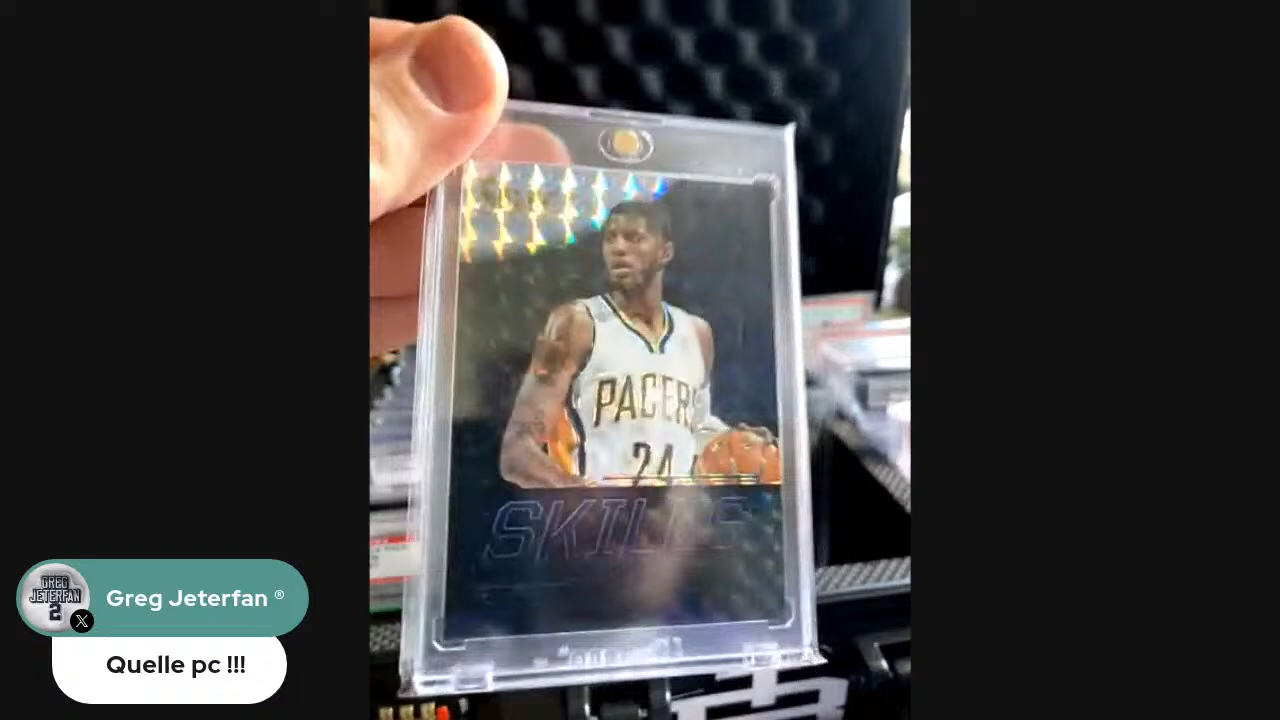 PACERS
24
SKILLS
GREG
JETERFAN
2
Greg Jeterfan ®
Quelle pc !!!